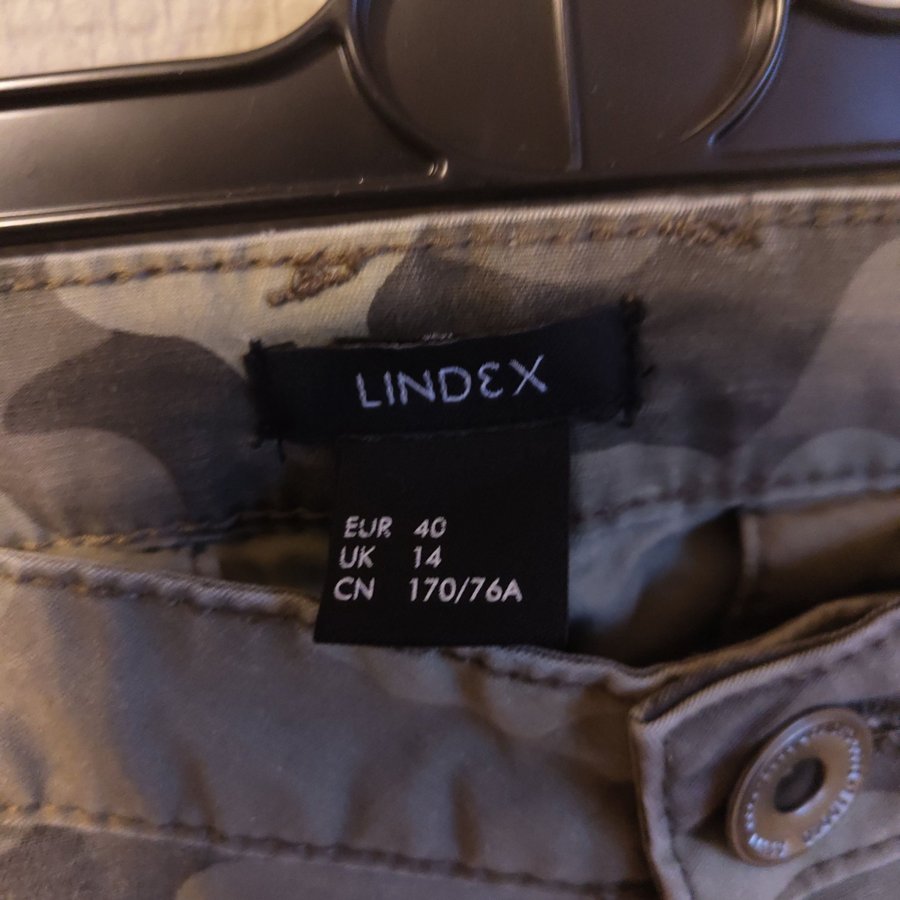 LINDEX
EUR 40
UK 14
CN 170/76A